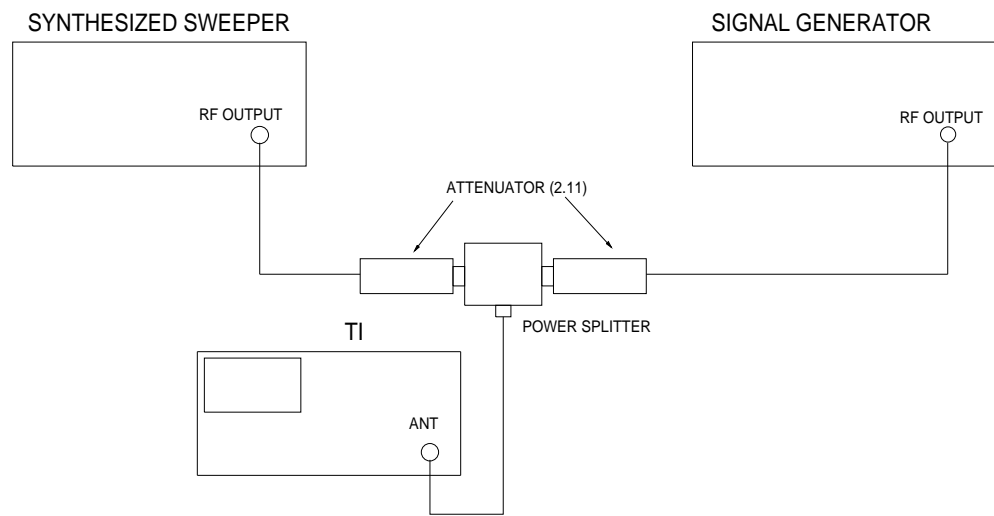 SYNTHESIZED SWEEPER
SIGNAL GENERATOR
RF OUTPUT
RF OUTPUT
ATTENUATOR (2.11)
POWER SPLITTER
TI
ANT